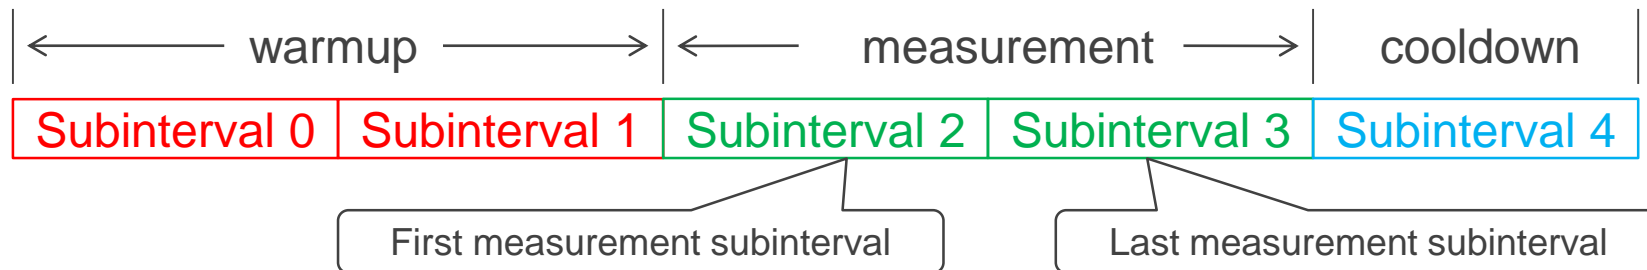 warmup measurement cooldown
Subinterval 0 Subinterval 1 Subinterval 2 Subinterval 3 Subinterval 4
First measurement subinterval Last measurement subinterval